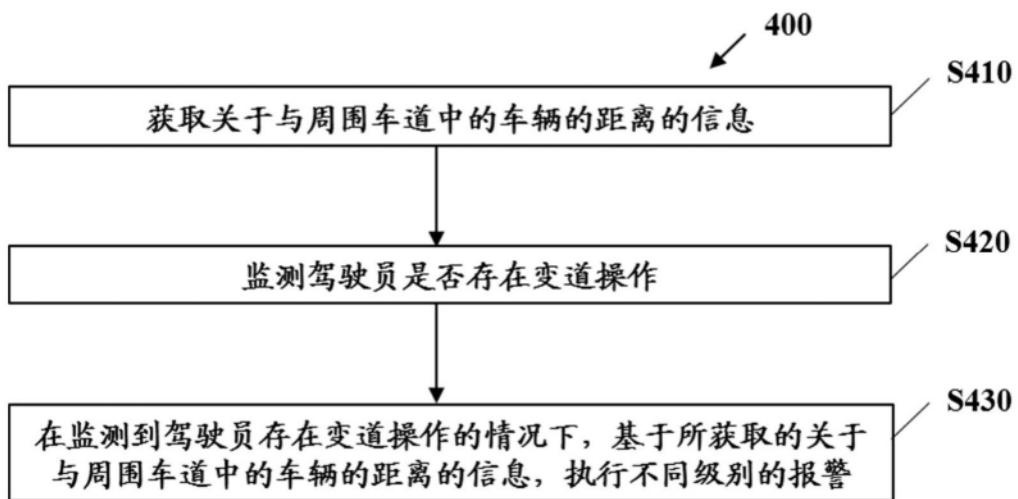 400
S410
获取关于与周围车道中的车辆的距离的信息
S420
监测驾驶员是否存在变道操作
S430
在监测到驾驶员存在变道操作的情况下，基于所获取的关于
与周围车道中的车辆的距离的信息，执行不同级别的报警